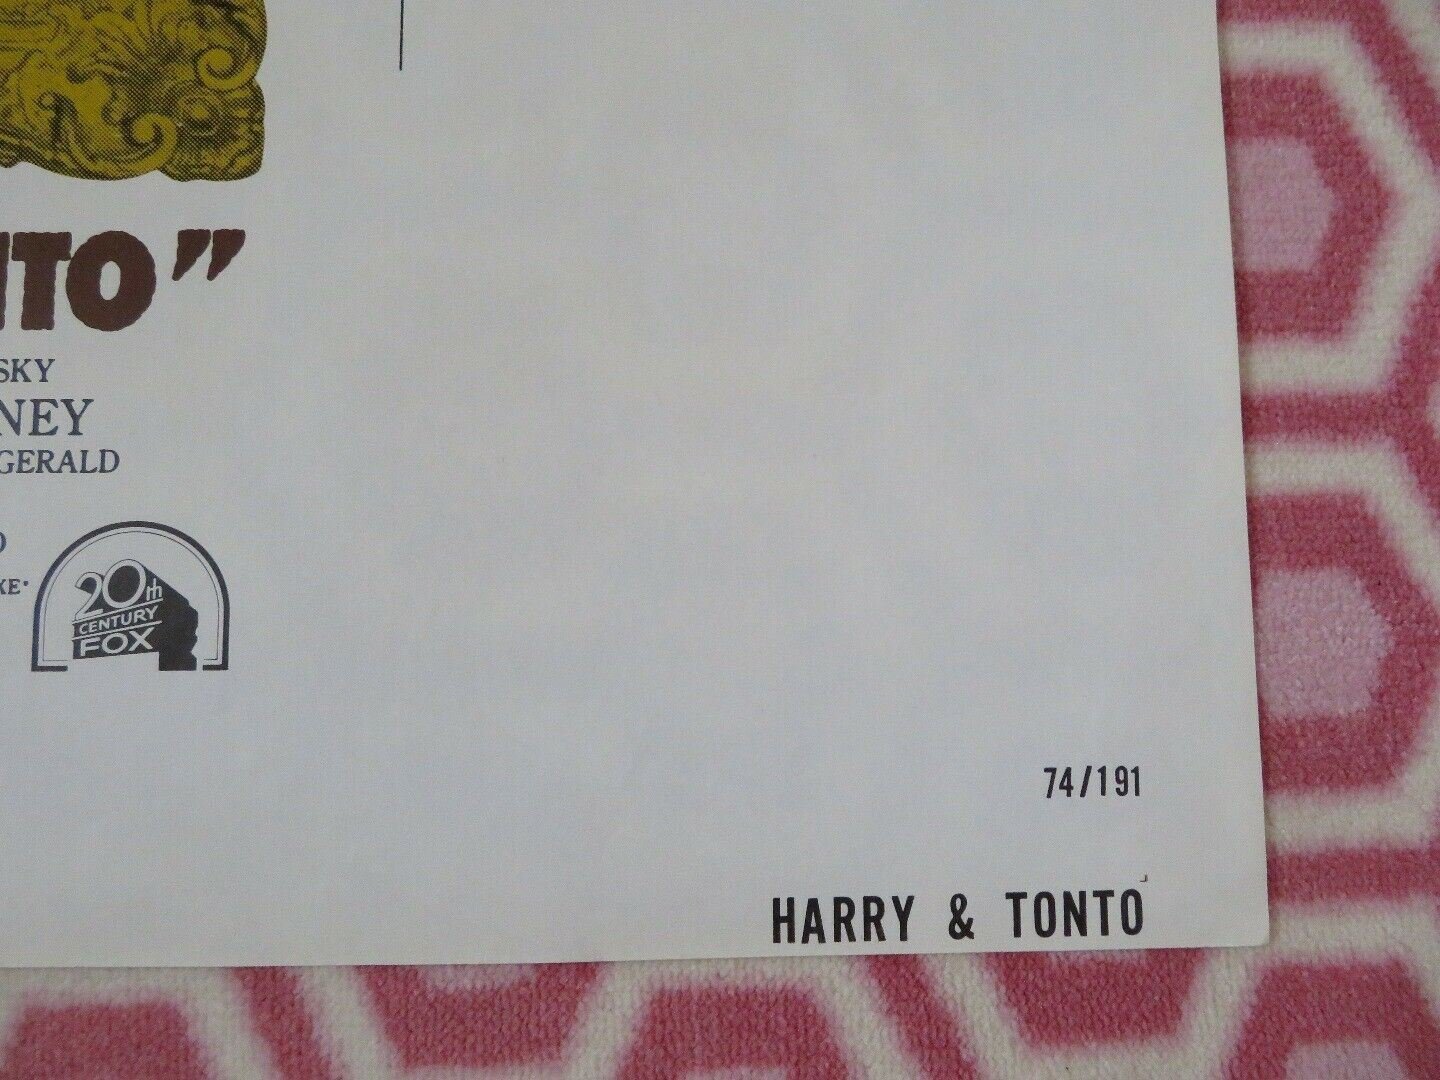 NTO"
SKY
NEY
GERALD
20th
CENTURY
FOX
74/191
HARRY & TONTO